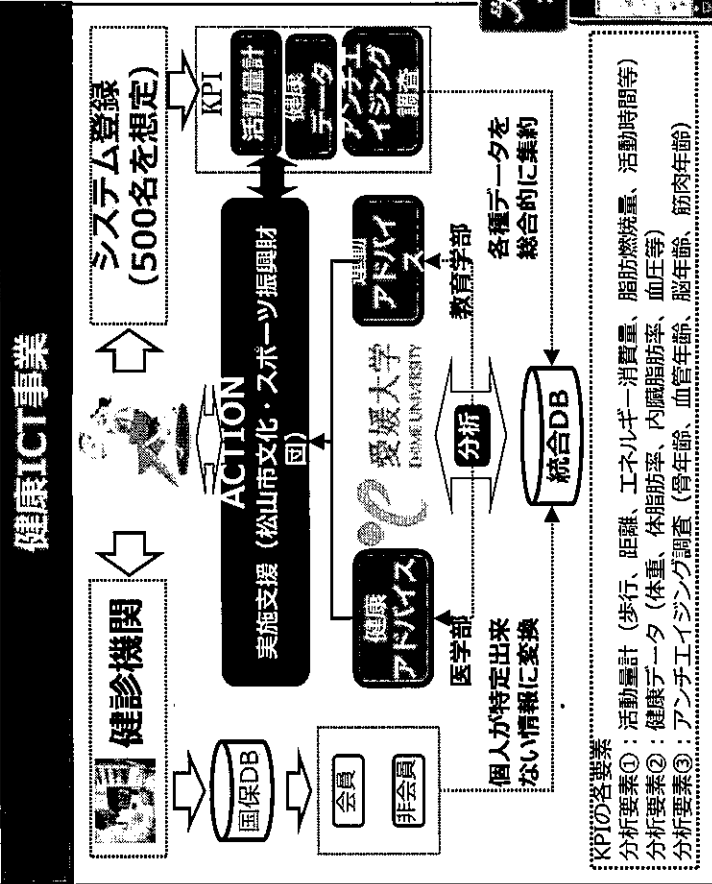 健康ICT事業
健診機関
システム登録
(500名を想定)
国保DB
会員
非会員
ACTION
実施支援（松山市文化・スポーツ振興財
団）
KPI
活動量計
健康
データ
アンチエ
イジング
調査
健康
アドバイス
運動
アドバイ
ス
愛媛大学
EHIME UNIVERSITY
医学部
教育学部
分析
個人が特定出来
ない情報に変換
各種データを
総合的に集約
統合DB
KPIの各要素
分析要素①：活動量計（歩行、距離、エネルギー消費量、脂肪燃焼量、活動時間等）
分析要素②：健康データ（体重、体脂肪率、内臓脂肪率、血圧等）
分析要素③：アンチエイジング調査（骨年齢、血管年齢、脳年齢、筋肉年齢）